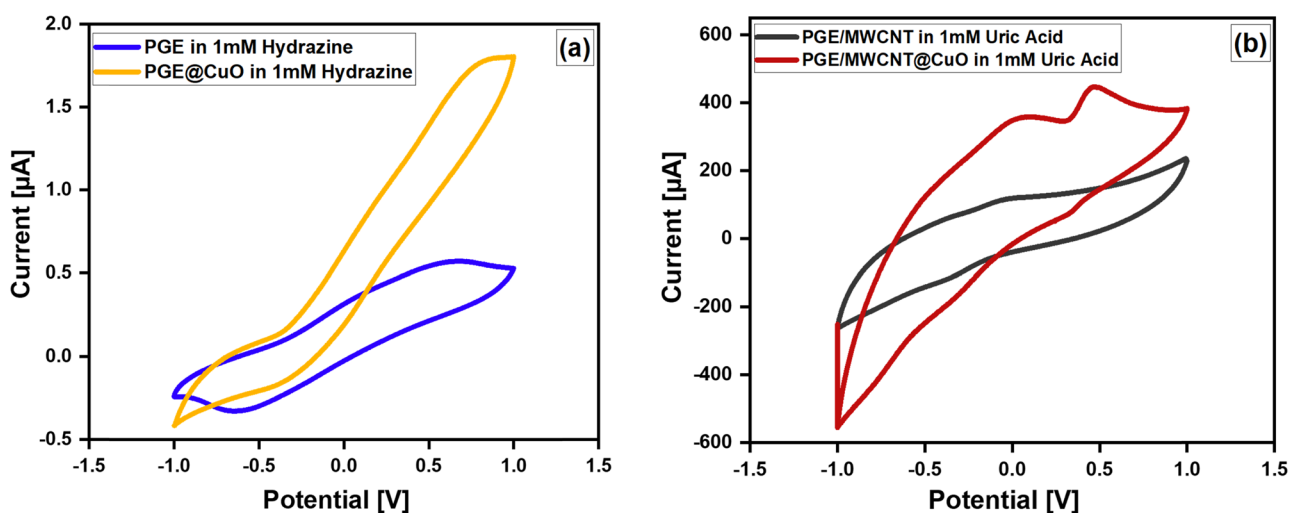 PGE in 1mM Hydrazine
PGE@CuO in 1mM Hydrazine
(a)
2.0
1.5
1.0
0.5
0.0
-0.5
Current [µA]
-1.5 -1.0 -0.5 0.0 0.5 1.0 1.5
Potential [V]
PGE/MWCNT in 1mM Uric Acid
PGE/MWCNT@CuO in 1mM Uric Acid
(b)
600
400
200
0
-200
-400
-600
Current [µA]
-1.5 -1.0 -0.5 0.0 0.5 1.0 1.5
Potential [V]